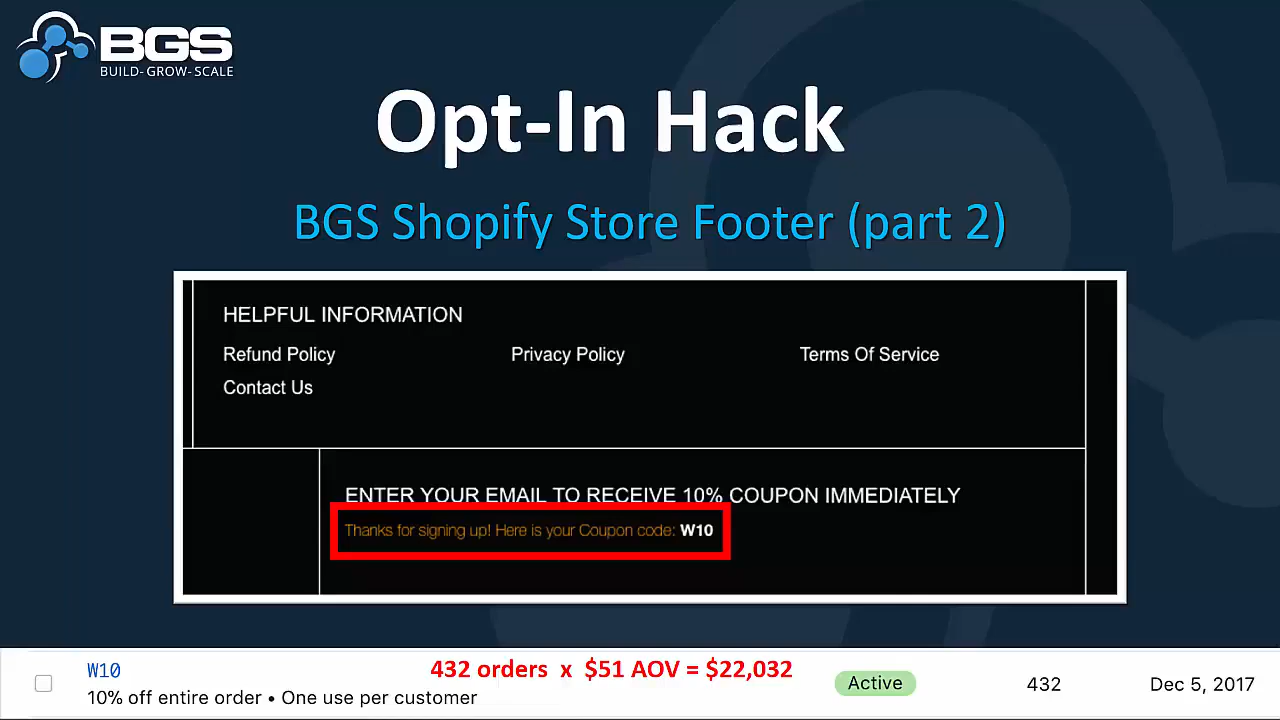 BGS
BUILD-GROW-SCALE
Opt-In Hack
BGS Shopify Store Footer (part 2)
HELPFUL INFORMATION
Refund Policy Privacy Policy Terms Of Service
Contact Us
ENTER YOUR EMAIL TO RECEIVE 10% COUPON IMMEDIATELY
Thanks for signing up! Here is your Coupon code: W10
W10 432 orders x $51 AOV = $22,032 Active 432 Dec 5, 2017
10% off entire order • One use per customer